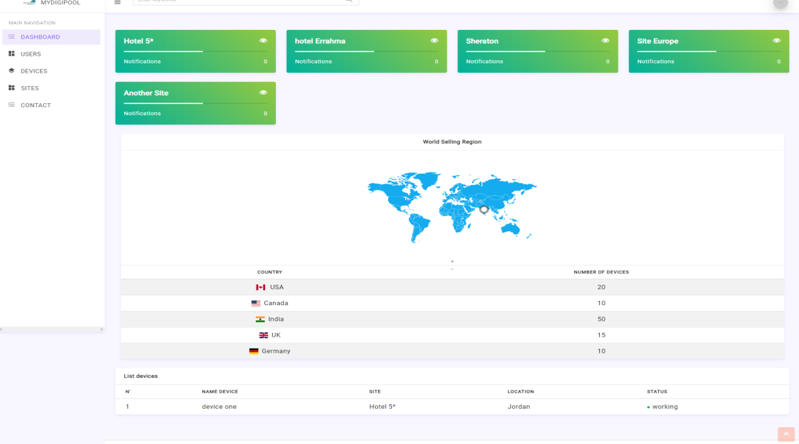 MYDIGIPOOL
MAIN NAVIGATION
DASHBOARD
USERS
DEVICES
SITES
CONTACT
Hotel 5*
Notifications 0
hotel Errahma
Notifications 0
Sheraton
Notifications 0
Site Europe
Notifications 0
Another Site
Notifications 0
World Selling Region
+
−
COUNTRY NUMBER OF DEVICES
USA 20
Canada 10
India 50
UK 15
Germany 10
List devices
N° NAME DEVICE SITE LOCATION STATUS
1 device one Hotel 5* Jordan working